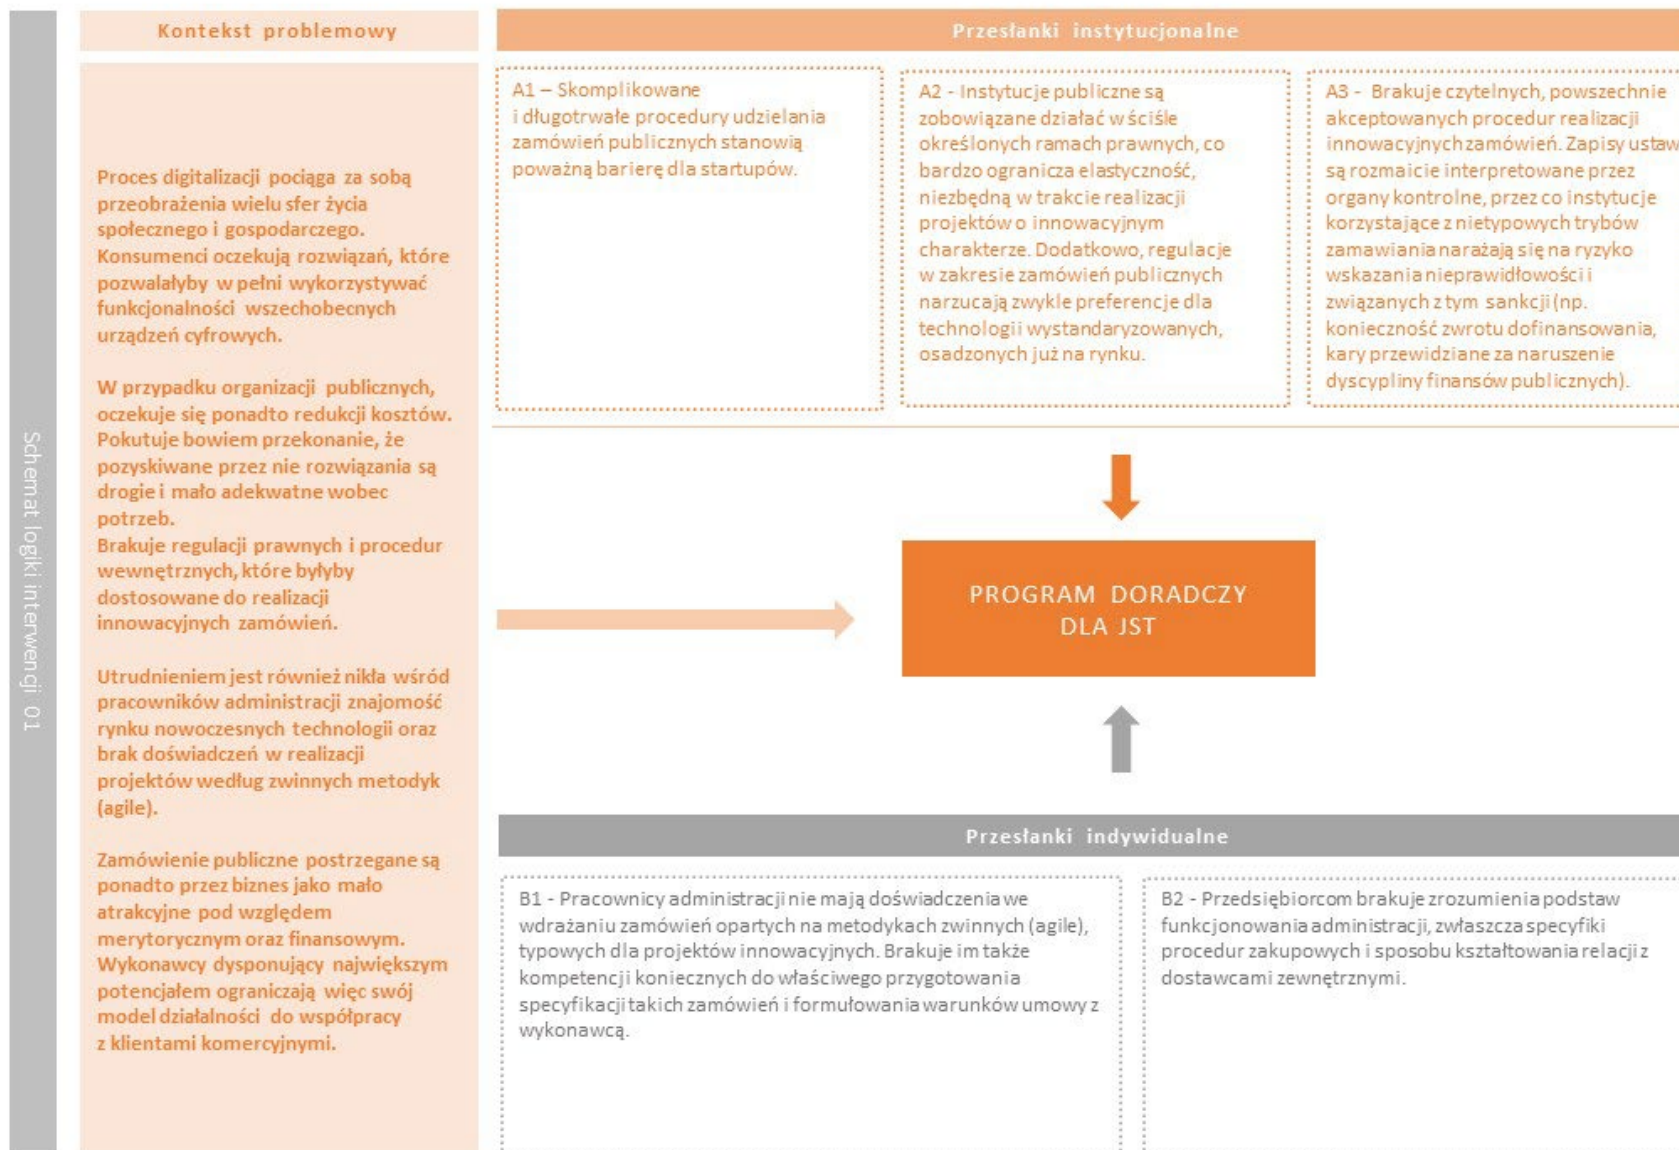 Schemat logiki interwencji 01
Kontekst problemowy
Proces digitalizacji pociąga za sobą
przeobrażenia wielu sfer życia
społecznego i gospodarczego.
Konsumenci oczekują rozwiązań, które
pozwalałyby w pełni wykorzystywać
funkcjonalności wszechobecnych
urządzeń cyfrowych.
W przypadku organizacji publicznych,
oczekuje się ponadto redukcji kosztów.
Pokutuje bowiem przekonanie, że
pozyskiwane przez nie rozwiązania są
drogie i mało adekwatne wobec
potrzeb.
Brakuje regulacji prawnych i procedur
wewnętrznych, które byłyby
dostosowane do realizacji
innowacyjnych zamówień.
Utrudnieniem jest również nikła wśród
pracowników administracji znajomość
rynku nowoczesnych technologii oraz
brak doświadczeń w realizacji
projektów według zwinnych metodyk
(agile).
Zamówienie publiczne postrzegane są
ponadto przez biznes jako mało
atrakcyjne pod względem
merytorycznym oraz finansowym.
Wykonawcy dysponujący największym
potencjałem ograniczają więc swój
model działalności do współpracy
z klientami komercyjnymi.
Przesłanki instytucjonalne
A1 – Skomplikowane
i długotrwałe procedury udzielania
zamówień publicznych stanowią
poważną barierę dla startupów.
A2 - Instytucje publiczne są
zobowiązane działać w ściśle
określonych ramach prawnych, co
bardzo ogranicza elastyczność,
niezbędną w trakcie realizacji
projektów o innowacyjnym
charakterze. Dodatkowo, regulacje
w zakresie zamówień publicznych
narzucają zwykle preferencje dla
technologii wystandaryzowanych,
osadzonych już na rynku.
A3 - Brakuje czytelnych, powszechnie
akceptowanych procedur realizacji
innowacyjnych zamówień. Zapisy ustaw
są rozmaicie interpretowane przez
organy kontrolne, przez co instytucje
korzystające z nietypowych trybów
zamawiania narażają się na ryzyko
wskazania nieprawidłowości i
związanych z tym sankcji (np.
konieczność zwrotu dofinansowania,
kary przewidziane za naruszenie
dyscypliny finansów publicznych).
PROGRAM DORADCZY
DLA JST
Przesłanki indywidualne
B1 - Pracownicy administracji nie mają doświadczenia we
wdrażaniu zamówień opartych na metodykach zwinnych (agile),
typowych dla projektów innowacyjnych. Brakuje im także
kompetencji koniecznych do właściwego przygotowania
specyfikacji takich zamówień i formułowania warunków umowy z
wykonawcą.
B2 - Przedsiębiorcom brakuje zrozumienia podstaw
funkcjonowania administracji, zwłaszcza specyfiki
procedur zakupowych i sposobu kształtowania relacji z
dostawcami zewnętrznymi.